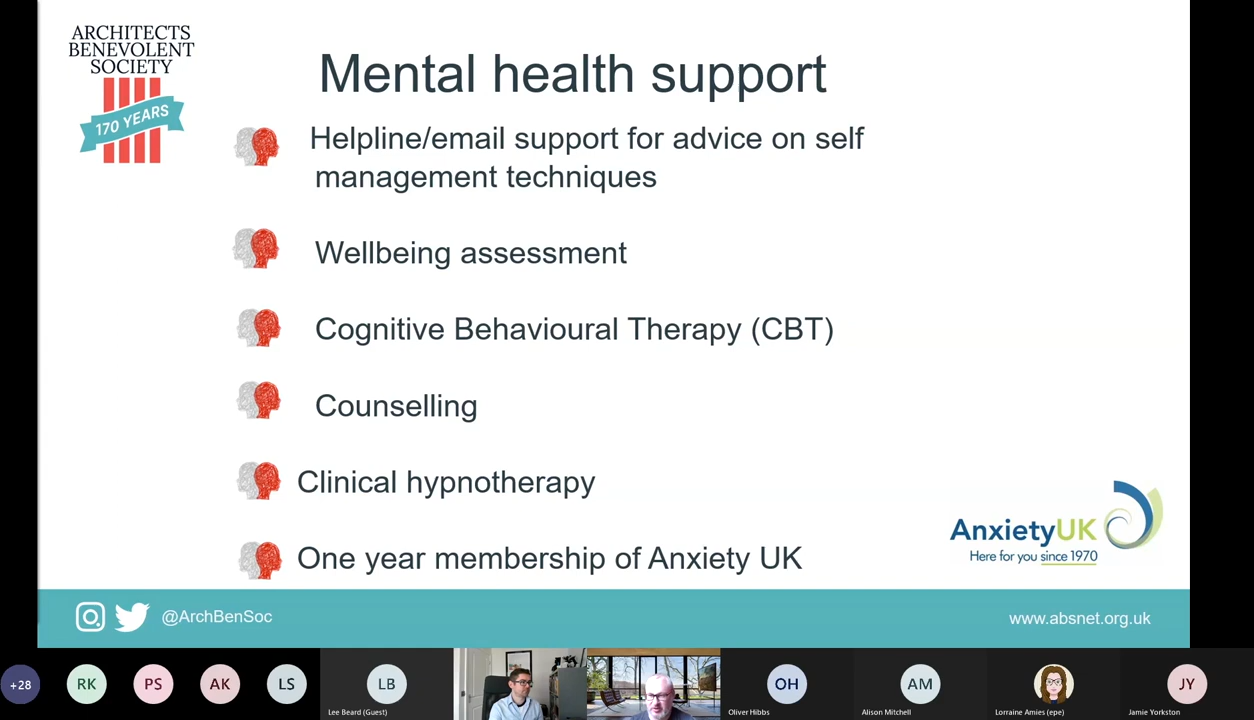 ARCHITECTS
BENEVOLENT
SOCIETY
170 YEARS
Mental health support
Helpline/email support for advice on self
management techniques
Wellbeing assessment
Cognitive Behavioural Therapy (CBT)
Counselling
Clinical hypnotherapy
One year membership of Anxiety UK
AnxietyUK
Here for you since 1970
@ArchBenSoc
www.absnet.org.uk
+28
RK
PS
AK
LS
LB
Lee Beard (Guest)
OH
Oliver Hibbs
AM
Alison Mitchell
Lorraine Amies (epe)
JY
Jamie Yorkston